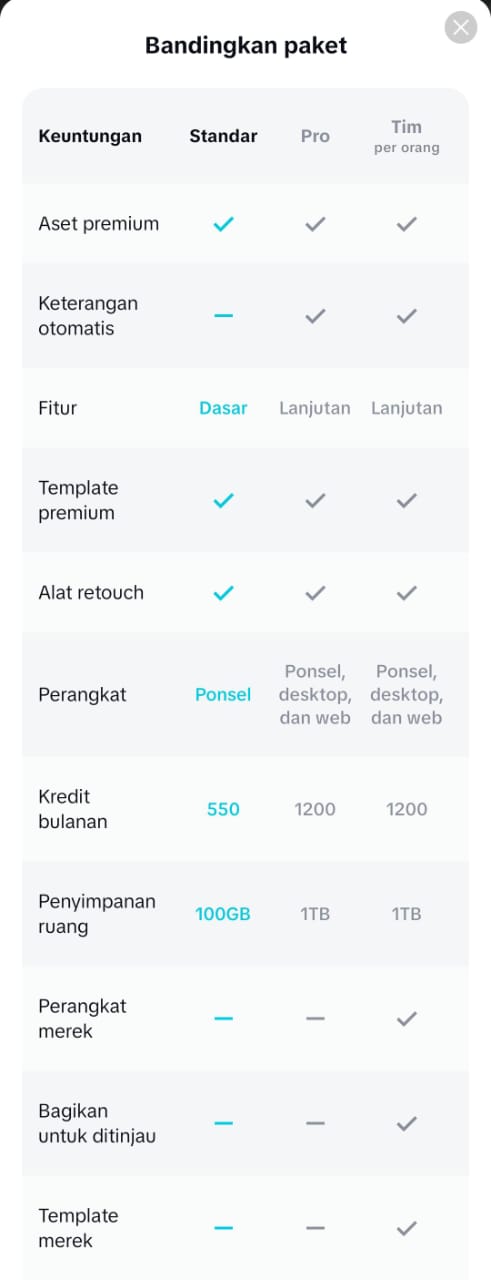 Bandingkan paket
Keuntungan Standar Pro Tim
per orang
Aset premium
Keterangan
otomatis
Fitur Dasar Lanjutan Lanjutan
Template
premium
Alat retouch
Perangkat Ponsel Ponsel,
desktop,
dan web Ponsel,
desktop,
dan web
Kredit
bulanan 550 1200 1200
Penyimpanan
ruang 100GB 1TB 1TB
Perangkat
merek
Bagikan
untuk ditinjau
Template
merek